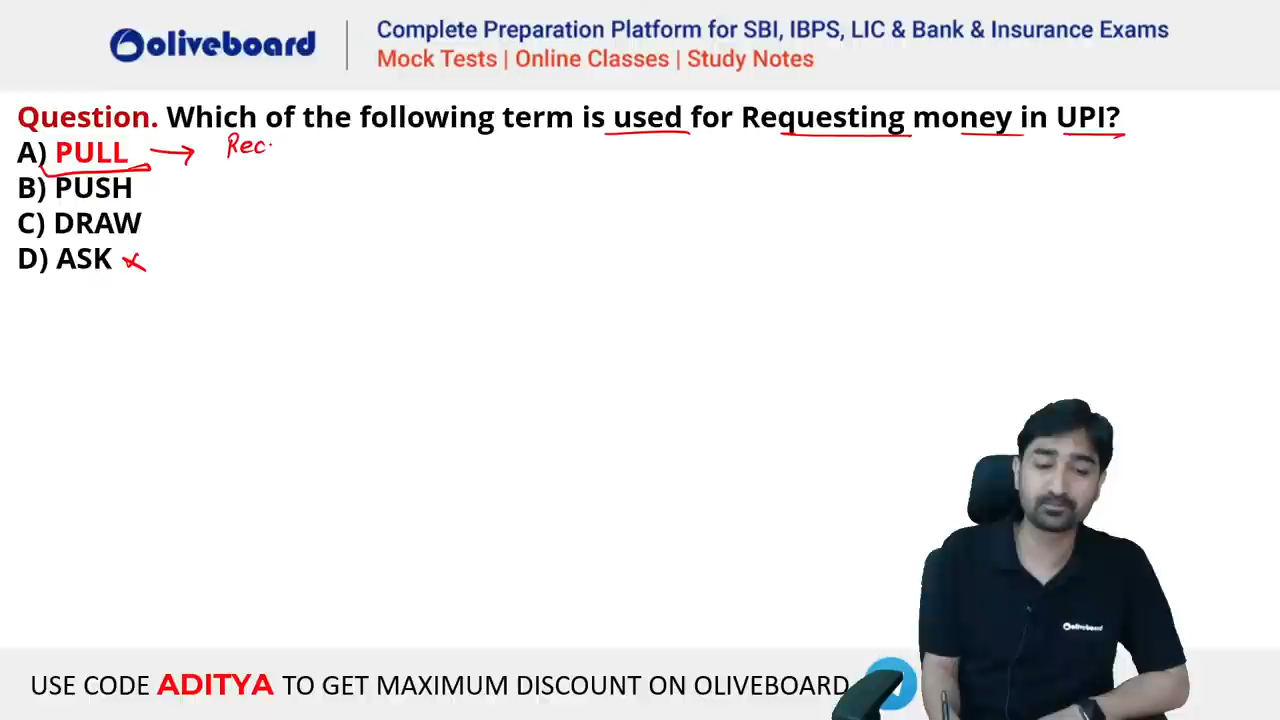 oliveboard
Complete Preparation Platform for SBI, IBPS, LIC & Bank & Insurance Exams
Mock Tests | Online Classes | Study Notes
Question. Which of the following term is used for Requesting money in UPI?
A) PULL → Rec.
B) PUSH
C) DRAW
D) ASK ×
oliveboard
USE CODE ADITYA TO GET MAXIMUM DISCOUNT ON OLIVEBOARD